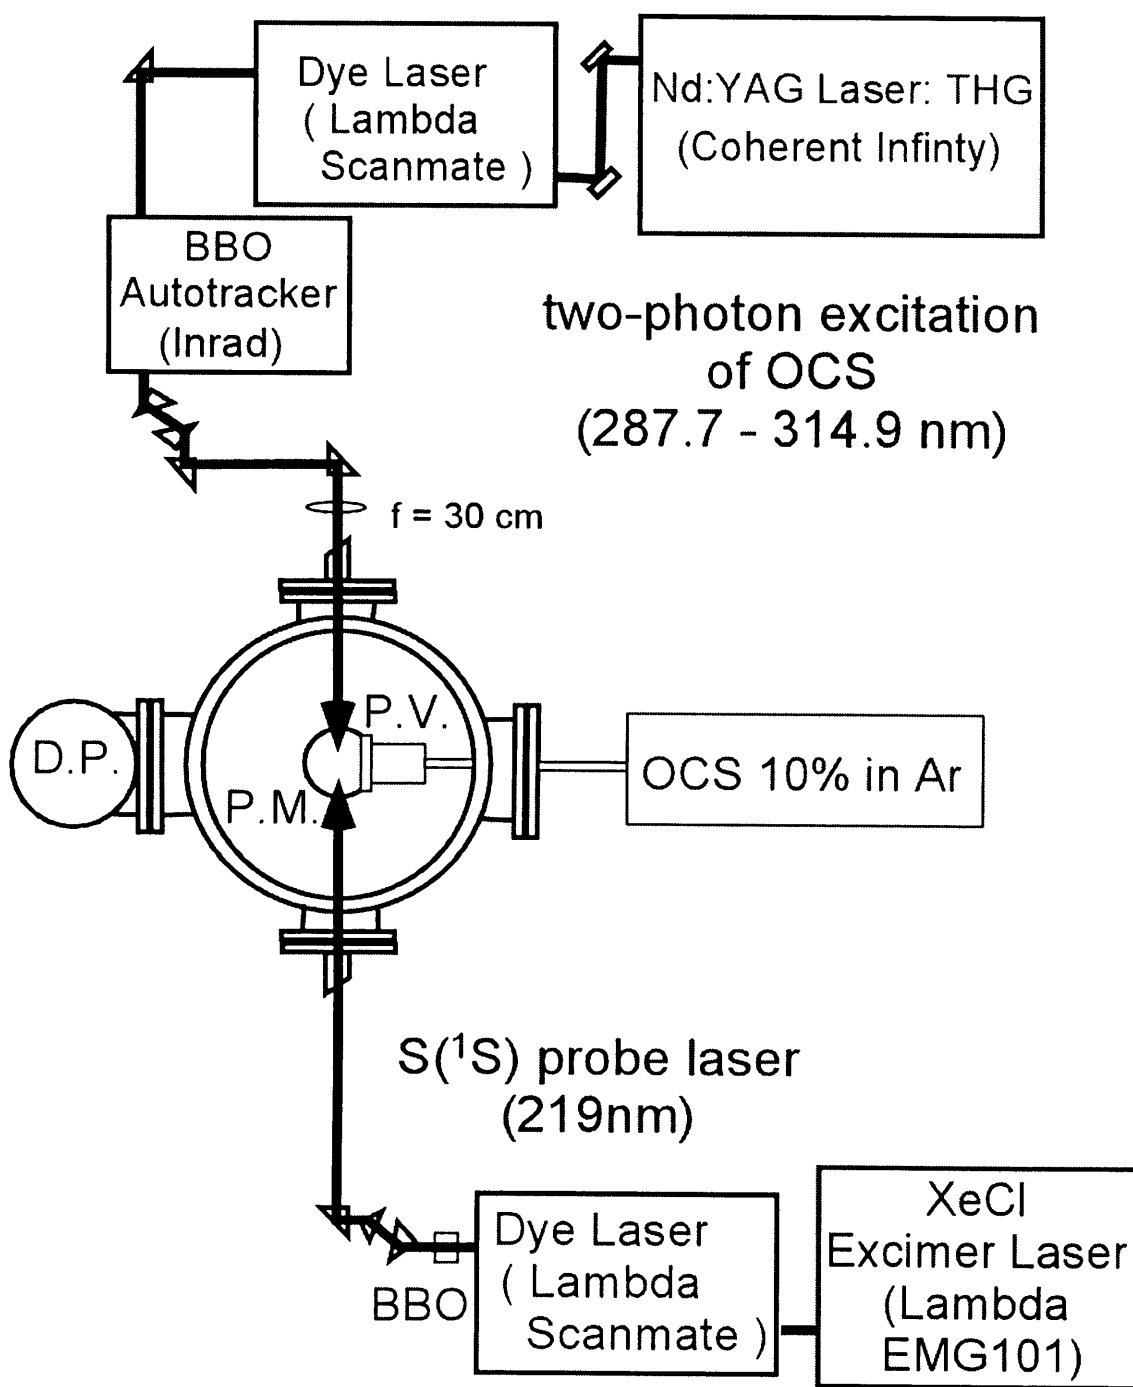 Dye Laser
( Lambda
Scanmate )
Nd:YAG Laser: THG
(Coherent Infinty)
BBO
Autotracker
(Inrad)
two-photon excitation
of OCS
(287.7 - 314.9 nm)
f = 30 cm
P.V.
D.P.
P.M.
OCS 10% in Ar
S(¹S) probe laser
(219nm)
Dye Laser
( Lambda
Scanmate )
BBO
XeCl
Excimer Laser
(Lambda
EMG101)